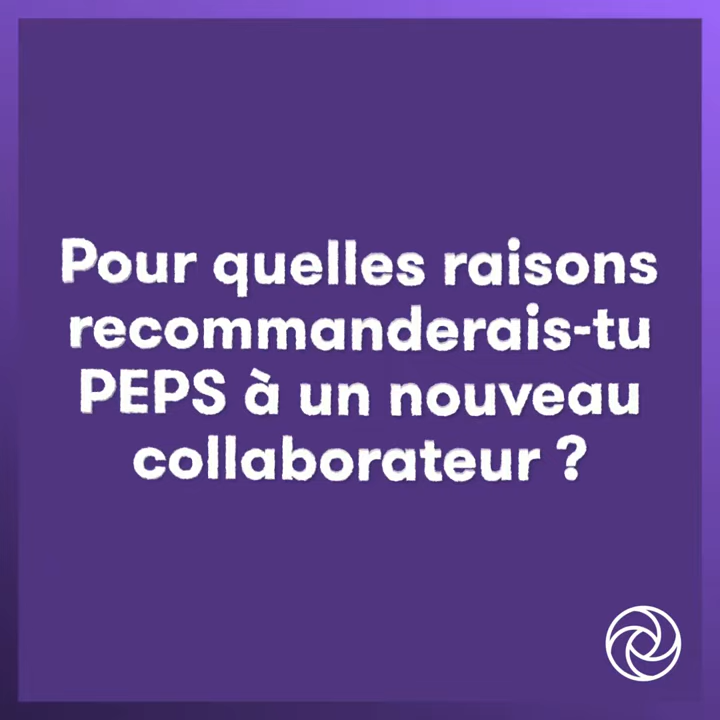 Pour quelles raisons
recommanderais-tu
PEPS à un nouveau
collaborateur ?